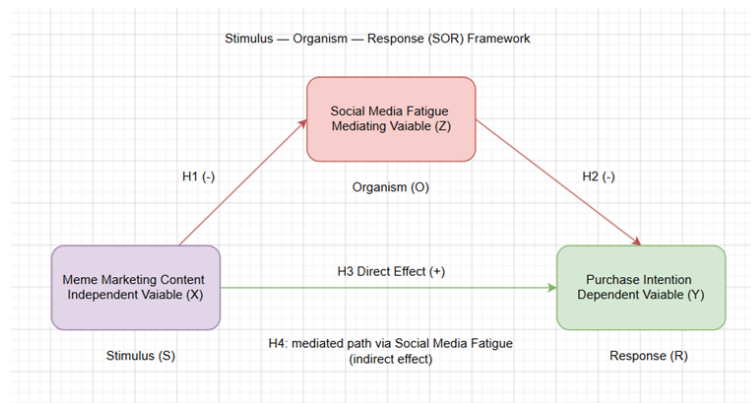 Stimulus — Organism — Response (SOR) Framework
Social Media Fatigue
Mediating Vaiable (Z)
H1 (-)
H2 (-)
Organism (O)
Meme Marketing Content
Independent Vaiable (X)
H3 Direct Effect (+)
Purchase Intention
Dependent Vaiable (Y)
Stimulus (S)
H4: mediated path via Social Media Fatigue
(indirect effect)
Response (R)